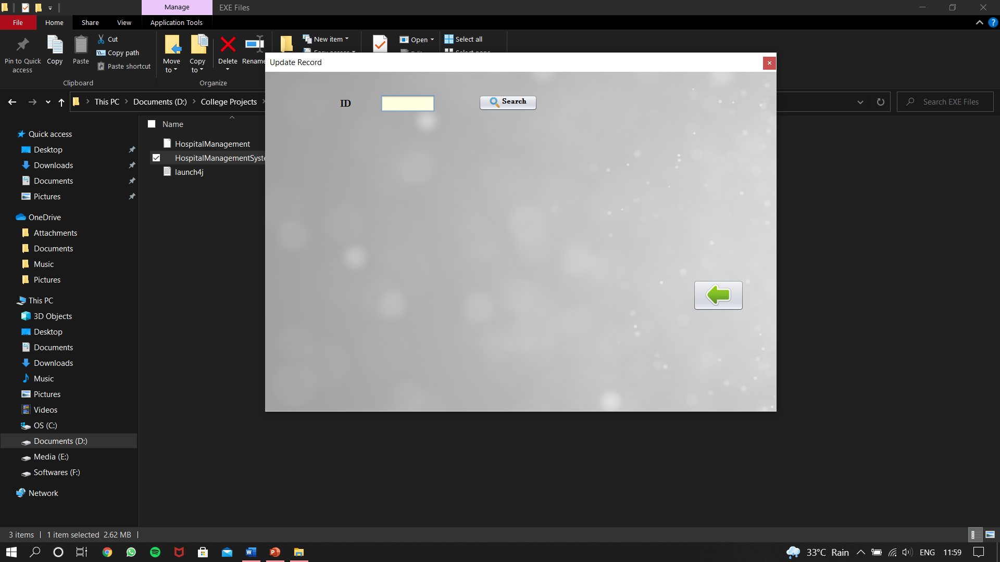 Manage
EXE Files
File
Home
Share
View
Application Tools
Pin to Quick access
Copy
Paste
Cut
Copy path
Paste shortcut
Clipboard
Move to
Copy to
Delete
Rename
Organize
New item
Easy access
Open
Select all
Select none
This PC
Documents (D:)
College Projects
Search EXE Files
Update Record
ID
Search
Name
HospitalManagement
HospitalManagementSyste
launch4j
Quick access
Desktop
Downloads
Documents
Pictures
OneDrive
Attachments
Documents
Music
Pictures
This PC
3D Objects
Desktop
Documents
Downloads
Music
Pictures
Videos
OS (C:)
Documents (D:)
Media (E:)
Softwares (F:)
Network
3 items
1 item selected 2.62 MB
33°C Rain
ENG
11:59